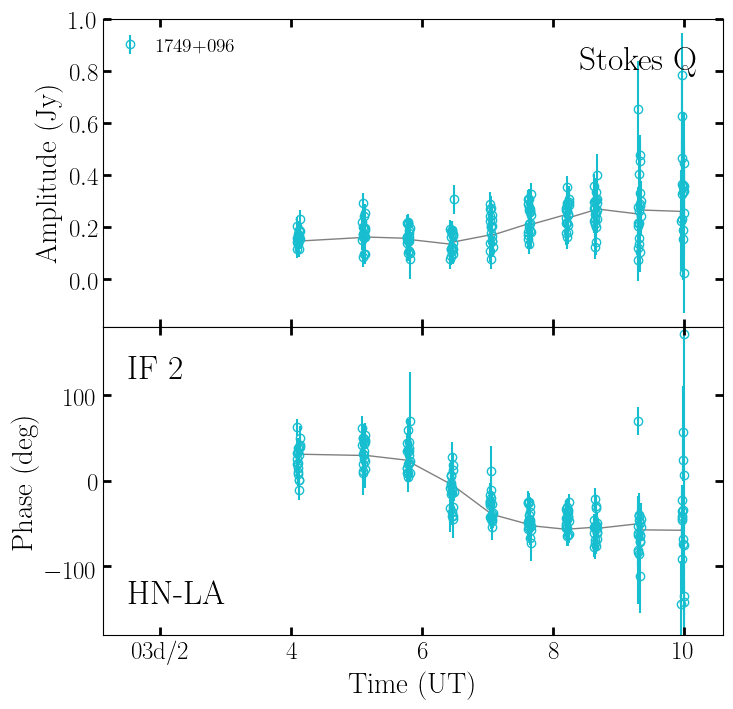 1.0
1749+096
Stokes Q
0.8
0.6
0.4
0.2
0.0
Amplitude (Jy)
IF 2
100
0
−100
Phase (deg)
HN-LA
03d/2 4 6 8 10
Time (UT)